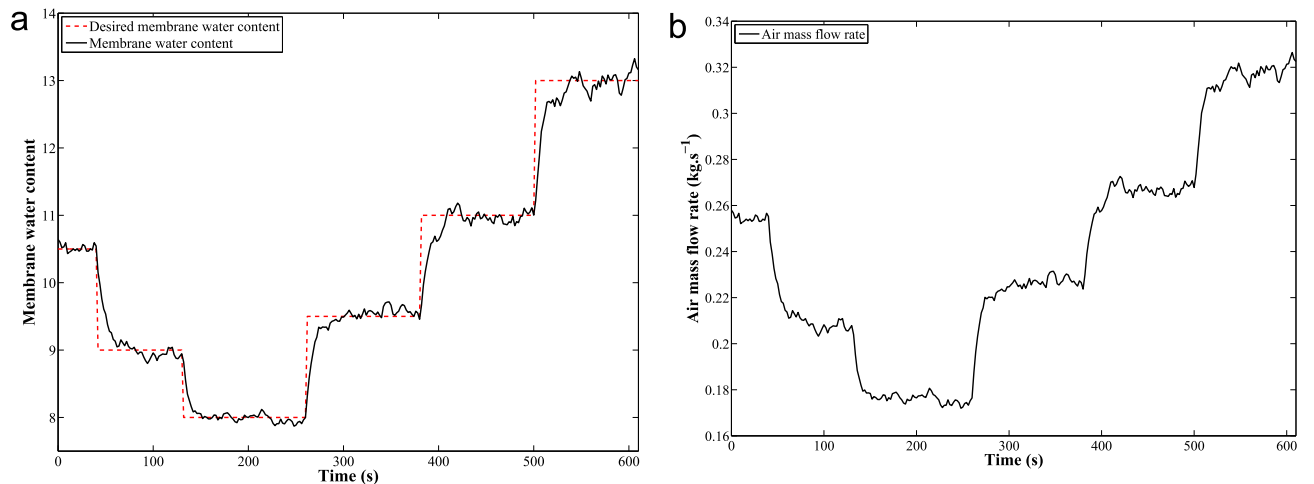 a
Desired membrane water content
Membrane water content
Membrane water content
14
13
12
11
10
9
8
0 100 200 300 400 500 600
Time (s)
b
Air mass flow rate
Air mass flow rate (kg.s⁻¹)
0.34
0.32
0.3
0.28
0.26
0.24
0.22
0.2
0.18
0.16
0 100 200 300 400 500 600
Time (s)